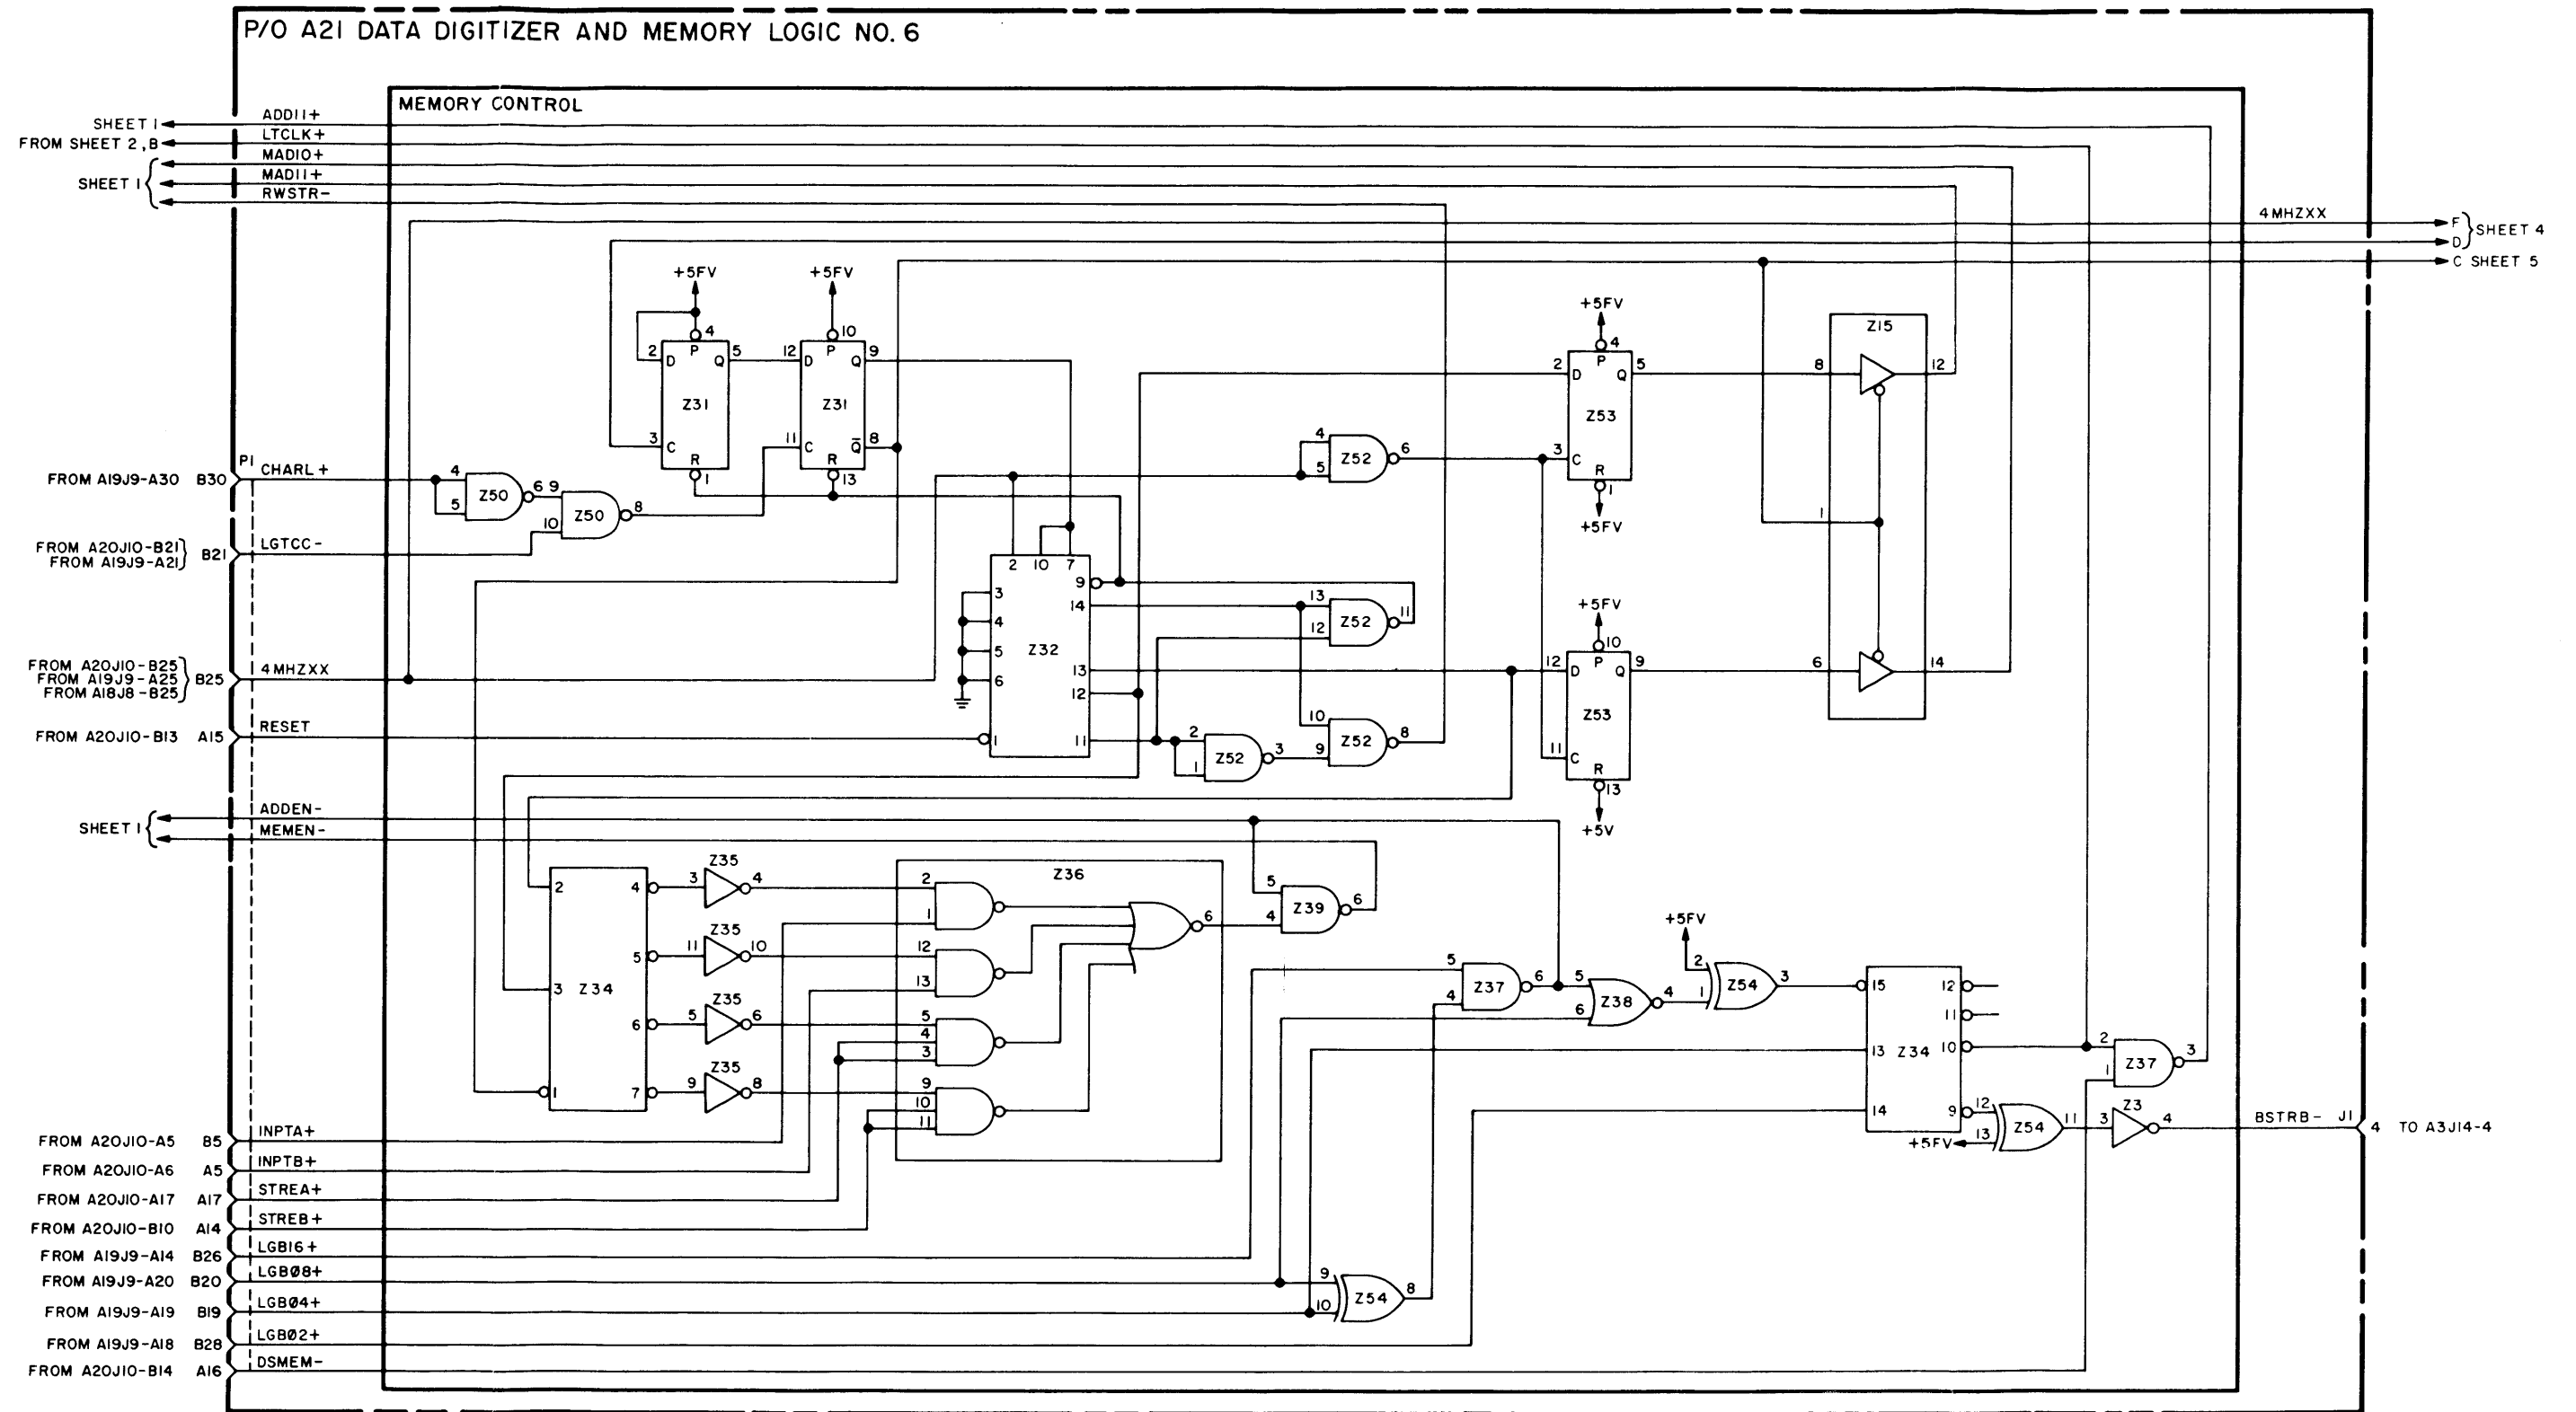 P/O A21 DATA DIGITIZER AND MEMORY LOGIC NO. 6
MEMORY CONTROL
SHEET 1 ADD11+
FROM SHEET 2, B LTCLK+
MAD10+
SHEET 1 MAD11+
RWSTR-
4MHZXX F
D SHEET 4
C SHEET 5
+5FV +5FV
+5FV
Z15
4 10
4
2 D P Q 5 12 D P Q 9
2 D P Q 5 8 12
Z31 Z31
Z53
3 C 11 C Q̄ 8
R R
1 13
4 5 Z52 6
3 C R
1
+5FV
1
P1
FROM A19J9-A30 B30 CHARL+
4 5 Z50 6 9 10 Z50 8
FROM A20J10-B21
FROM A19J9-A21 B21 LGTCC-
2 10 7
9
3 14
4
5 Z32 13
6 12
1 11
13 12 Z52 11
+5FV
10
12 D P Q 9 6 14
Z53
11 C
R
13
+5V
FROM A20J10-B25
FROM A19J9-A25
FROM A18J8-B25 B25 4MHZXX
FROM A20J10-B13 A15 RESET
2 1 Z52 3
10 9 Z52 8
SHEET 1 ADDEN-
MEMEN-
2 4
5
3 Z34
6
1 7
Z35 3 4
Z35 11 10
Z35 5 6
Z35 9 8
Z36
2 1
12 13
5 4 3
9 10 11
6
5 4 Z39 6
5 4 Z37 6
5 6 Z38 4
+5FV
2 1 Z54 3
15 12
11
13 Z34 10
14 9
2 1 Z37 3
12 13 Z54 11
+5FV
Z3 3 4
BSTRB- J1 4 TO A3J14-4
FROM A20J10-A5 B5 INPTA+
FROM A20J10-A6 A5 INPTB+
FROM A20J10-A17 A17 STREA+
FROM A20J10-B10 A14 STREB+
FROM A19J9-A14 B26 LGB16+
FROM A19J9-A20 B20 LGBØ8+
FROM A19J9-A19 B19 LGBØ4+
9 10 Z54 8
FROM A19J9-A18 B28 LGBØ2+
FROM A20J10-B14 A16 DSMEM-